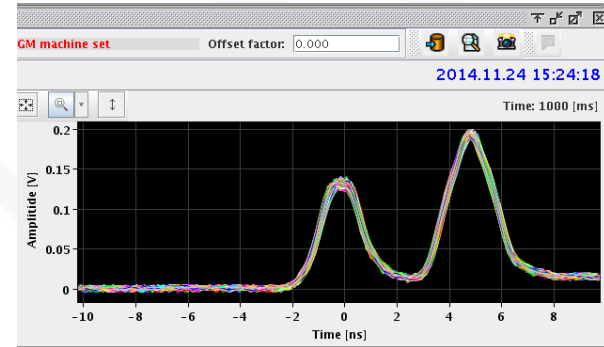 GM machine set Offset factor: 0.000
2014.11.24 15:24:18
Time: 1000 [ms]
Amplitude [V]
0.2
0.15
0.1
0.05
0
-10 -8 -6 -4 -2 0 2 4 6 8
Time [ns]